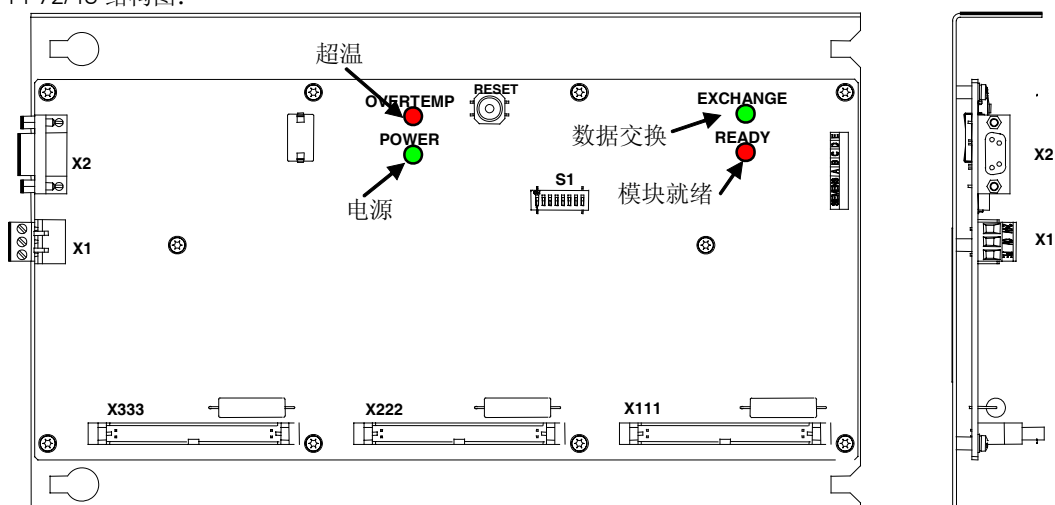 超温
OVERTEMP
RESET
EXCHANGE
POWER
数据交换
READY
X2
X2
S1
模块就绪
电源
X1
X1
X333
X222
X111